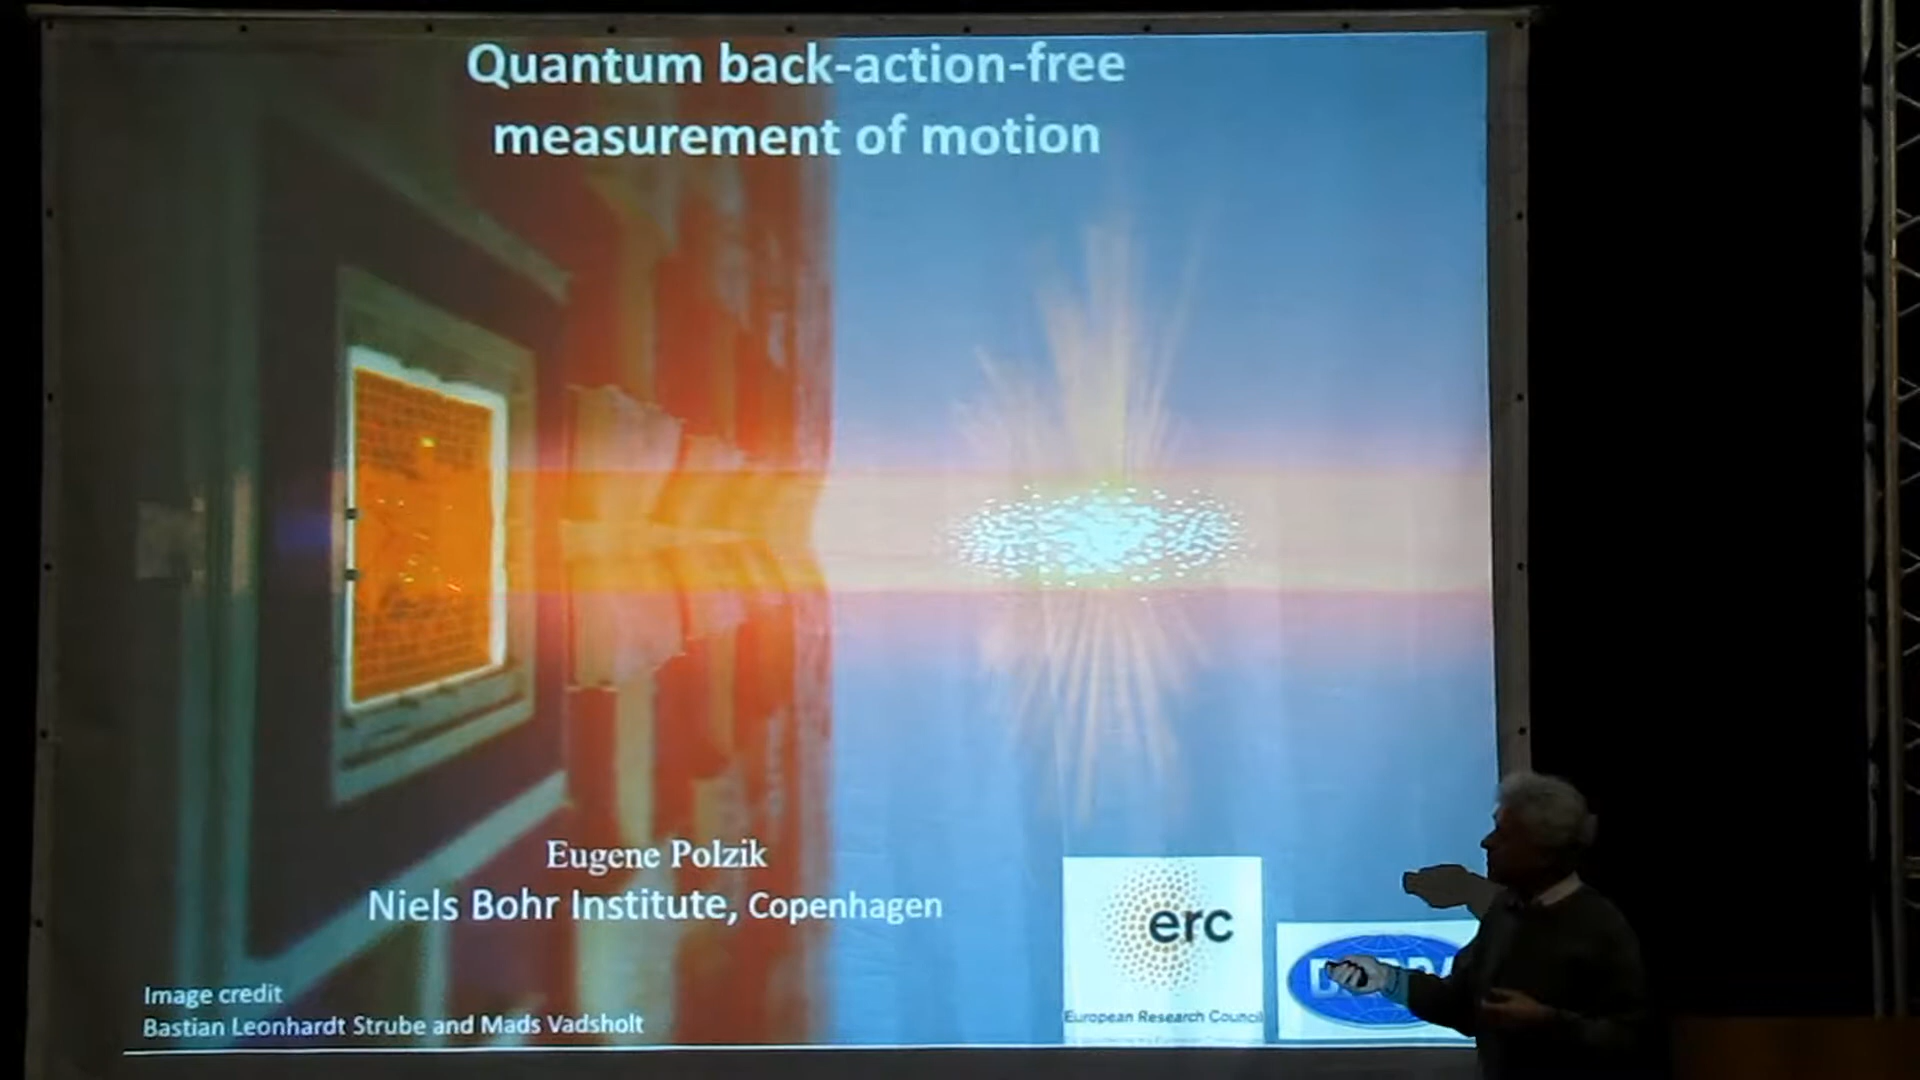 Quantum back-action-free
measurement of motion
Eugene Polzik
Niels Bohr Institute, Copenhagen
erc
European Research Council
Image credit
Bastian Leonhardt Strube and Mads Vadsholt